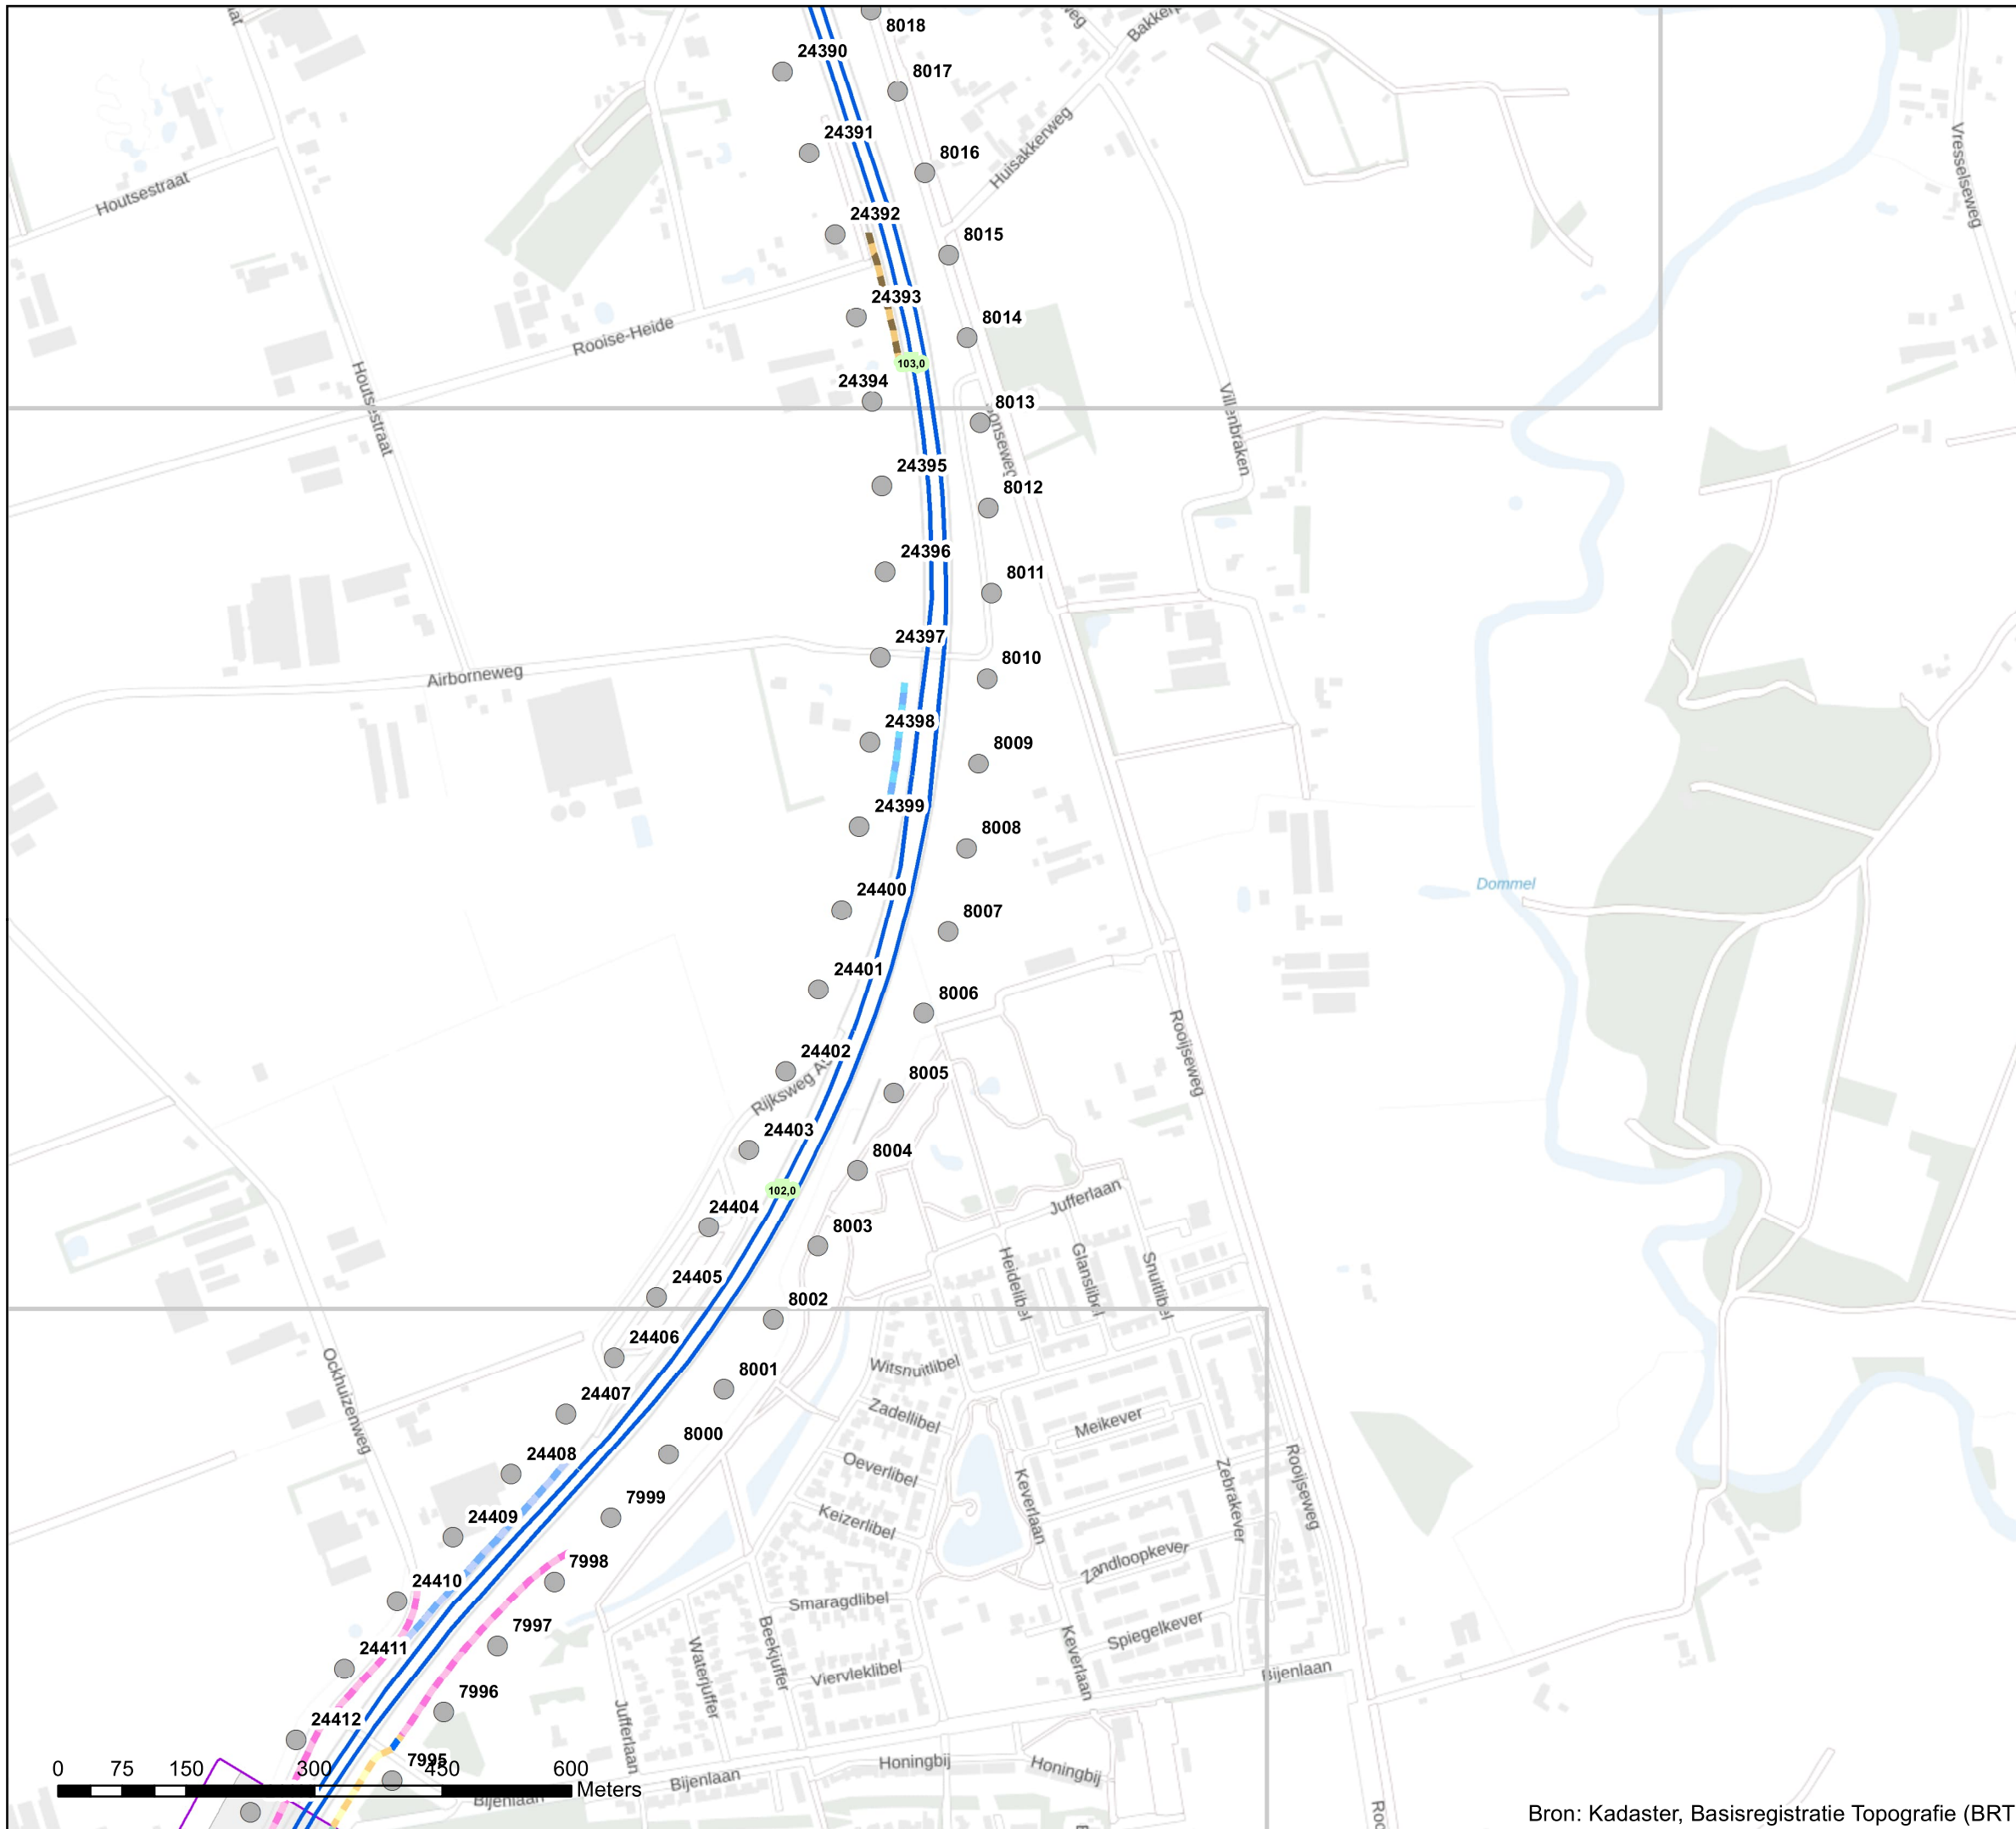 8018
24390
8017
24391
8016
24392
8015
24393
8014
103,0
24394
8013
24395
8012
24396
8011
24397
8010
24398
8009
24399
8008
24400
8007
24401
8006
24402
8005
24403
8004
102,0
24404
8003
24405
8002
24406
8001
24407
8000
24408
7999
24409
7998
24410
7997
24411
7996
24412
7995
Houtsestraat
Huisakkerweg
Vresselseweg
Rooise-Heide
Houtsestraat
Villenbraken
Airborneweg
Dommel
Rooijseweg
Rijksweg
Jufferlaan
Heidelibel
Glanslibel
Snuitlibel
Ockhuizenweg
Witsnuitlibel
Zadellibel
Meikever
Oeverlibel
Keverlaan
Zebrakever
Rooijseweg
Keizerlibel
Zandloopkever
Smaragdlibel
Spiegelkever
Waterjuffer
Beekjuffer
Viervleklibel
Keverlaan
Bijenlaan
Jufferlaan
Bijenlaan
Honingbij
Honingbij
Bijenlaan
0 75 150 300 450 600
Meters
Bron: Kadaster, Basisregistratie Topografie (BRT